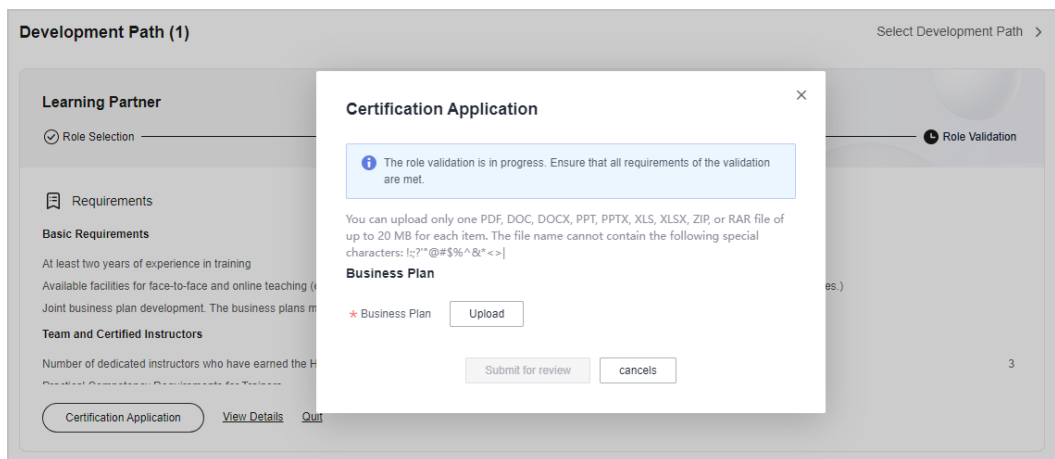 Development Path (1)
Select Development Path >
Learning Partner
Role Selection
Role Validation
Requirements
Basic Requirements
At least two years of experience in training
Available facilities for face-to-face and online teaching (
es.)
Joint business plan development. The business plans m
Team and Certified Instructors
Number of dedicated instructors who have earned the H
3
Practical Competency Requirements for Trainers
Certification Application
View Details
Quit
Certification Application
The role validation is in progress. Ensure that all requirements of the validation
are met.
You can upload only one PDF, DOC, DOCX, PPT, PPTX, XLS, XLSX, ZIP, or RAR file of
up to 20 MB for each item. The file name cannot contain the following special
characters: !:;?'"@#$%^&*<>|
Business Plan
* Business Plan
Upload
Submit for review
cancels